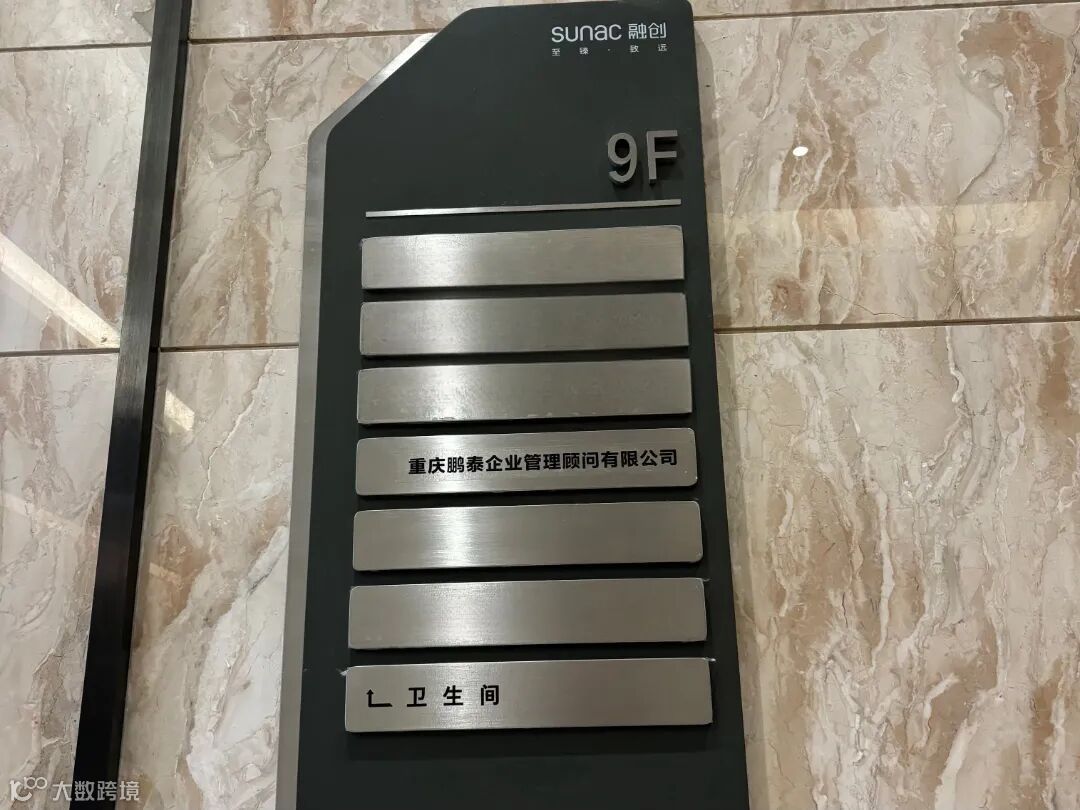 sunac 融创
至臻·致远
9F
重庆鹏泰企业管理顾问有限公司
卫生间
大数跨境